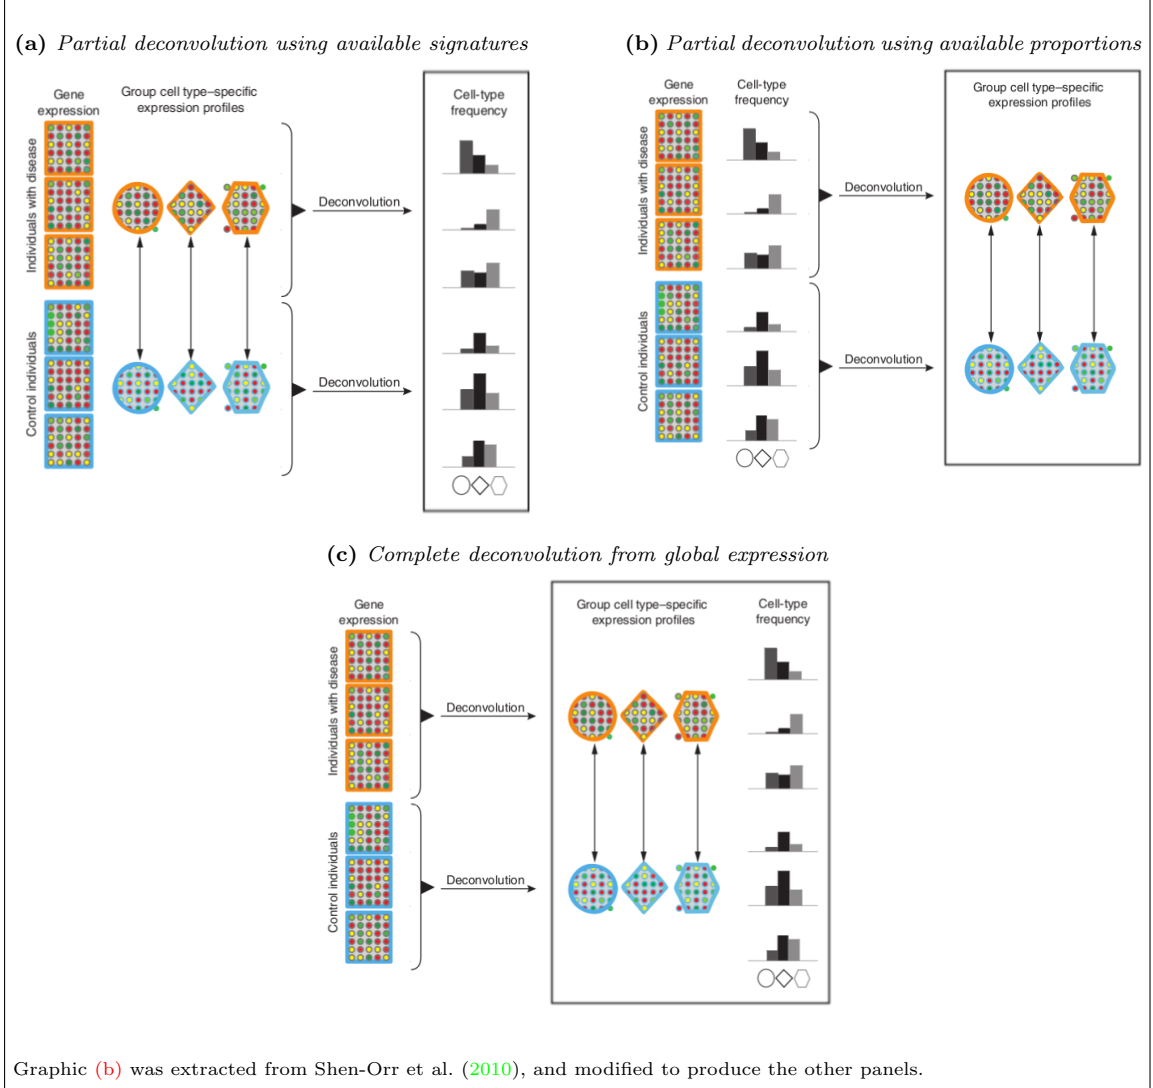 (a) Partial deconvolution using available signatures
Gene
expression
Group cell type–specific
expression profiles
Cell-type
frequency
Individuals with disease
Deconvolution
Control individuals
Deconvolution
(b) Partial deconvolution using available proportions
Gene
expression
Cell-type
frequency
Group cell type–specific
expression profiles
Individuals with disease
Deconvolution
Control individuals
Deconvolution
(c) Complete deconvolution from global expression
Gene
expression
Group cell type–specific
expression profiles
Cell-type
frequency
Individuals with disease
Deconvolution
Control individuals
Deconvolution
Graphic (b) was extracted from Shen-Orr et al. (2010), and modified to produce the other panels.